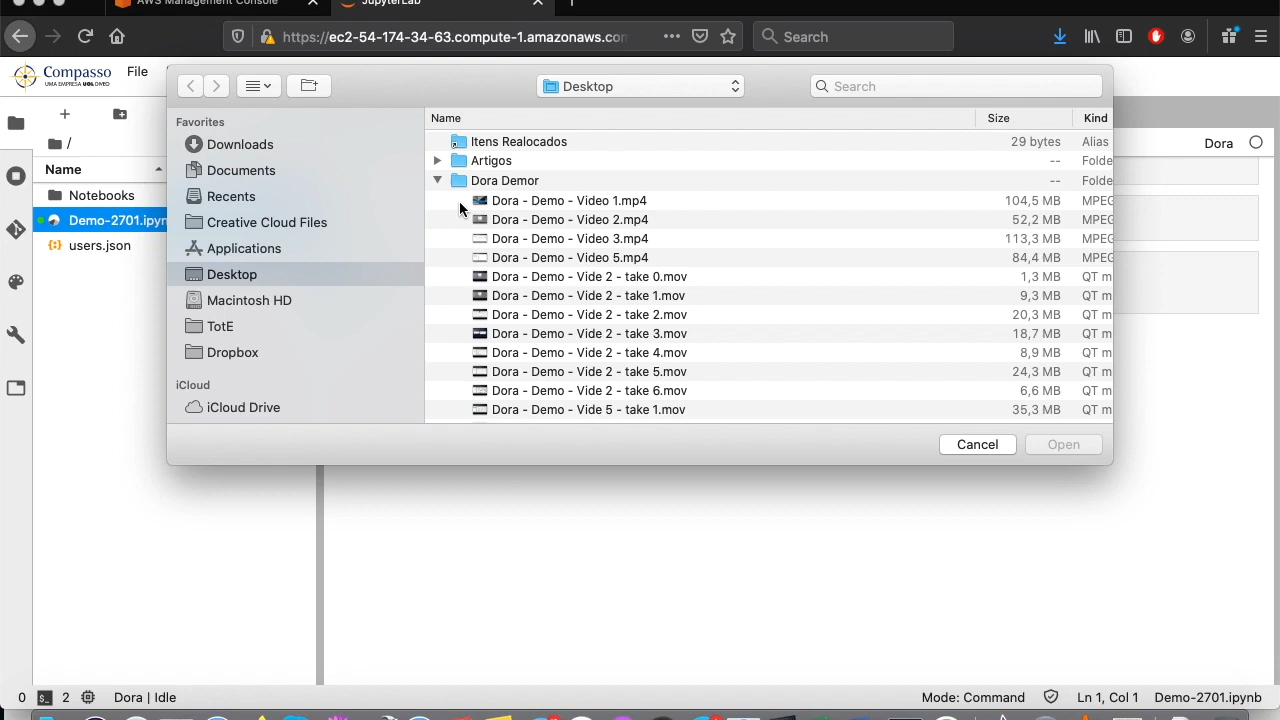 AWS Management Console
JupyterLab
https://ec2-54-174-34-63.compute-1.amazonaws.co
Search
Compasso
UMA EMPRESA UOL DIVEO
File
Desktop
Search
/
Name
Notebooks
Demo-2701.ipyn
users.json
Favorites
Downloads
Documents
Recents
Creative Cloud Files
Applications
Desktop
Macintosh HD
TotE
Dropbox
iCloud
iCloud Drive
Name Size Kind
Itens Realocados 29 bytes Alias
Artigos -- Folde
Dora Demor -- Folde
Dora - Demo - Video 1.mp4 104,5 MB MPEG
Dora - Demo - Video 2.mp4 52,2 MB MPEG
Dora - Demo - Video 3.mp4 113,3 MB MPEG
Dora - Demo - Video 5.mp4 84,4 MB MPEG
Dora - Demo - Vide 2 - take 0.mov 1,3 MB QT m
Dora - Demo - Vide 2 - take 1.mov 9,3 MB QT m
Dora - Demo - Vide 2 - take 2.mov 20,3 MB QT m
Dora - Demo - Vide 2 - take 3.mov 18,7 MB QT m
Dora - Demo - Vide 2 - take 4.mov 8,9 MB QT m
Dora - Demo - Vide 2 - take 5.mov 24,3 MB QT m
Dora - Demo - Vide 2 - take 6.mov 6,6 MB QT m
Dora - Demo - Vide 5 - take 1.mov 35,3 MB QT m
Cancel Open
Dora
0 2 Dora | Idle Mode: Command Ln 1, Col 1 Demo-2701.ipynb